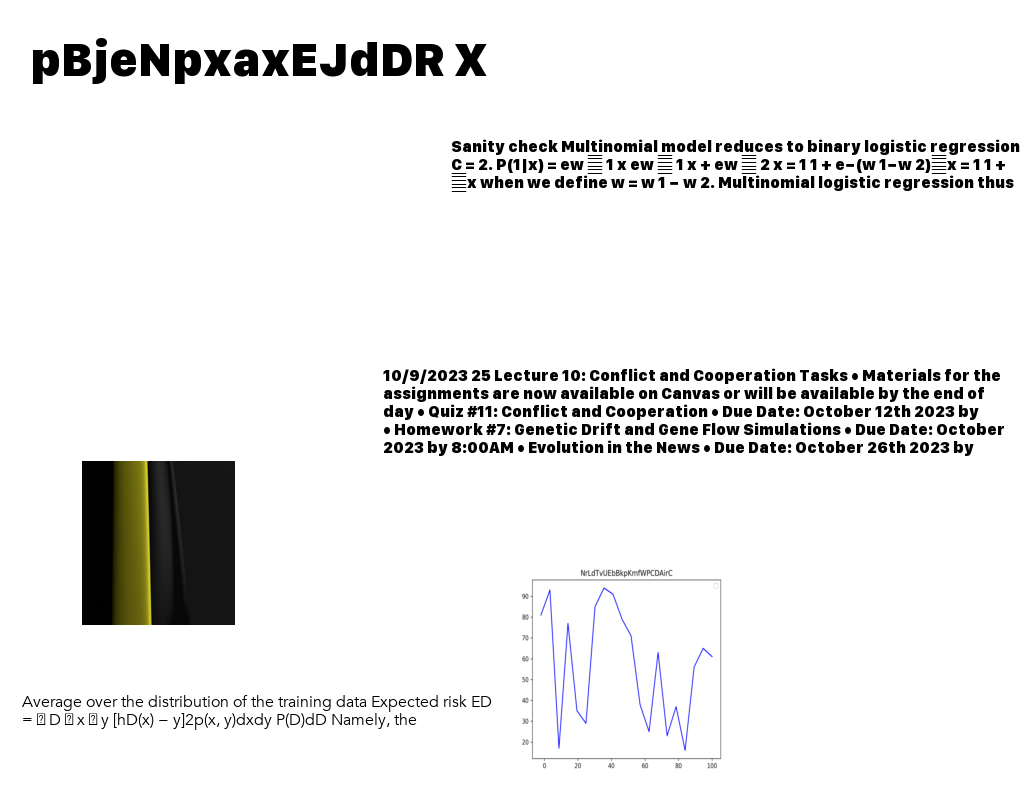 pBjeNpxaxEJdDR X
Sanity check Multinomial model reduces to binary logistic regression
C = 2. P(1|x) = ew 1 x ew 1 x + ew 2 x = 1 1 + e−(w 1−w 2) x = 1 1 +
x when we define w = w 1 − w 2. Multinomial logistic regression thus
10/9/2023 25 Lecture 10: Conflict and Cooperation Tasks • Materials for the
assignments are now available on Canvas or will be available by the end of
day • Quiz #11: Conflict and Cooperation • Due Date: October 12th 2023 by
• Homework #7: Genetic Drift and Gene Flow Simulations • Due Date: October
2023 by 8:00AM • Evolution in the News • Due Date: October 26th 2023 by
NrLdTvUEbBkpKmfWPCDAirC
90
80
70
60
50
40
30
20
0 20 40 60 80 100
Average over the distribution of the training data Expected risk ED
= D x y [hD(x) − y]2p(x, y)dxdy P(D)dD Namely, the